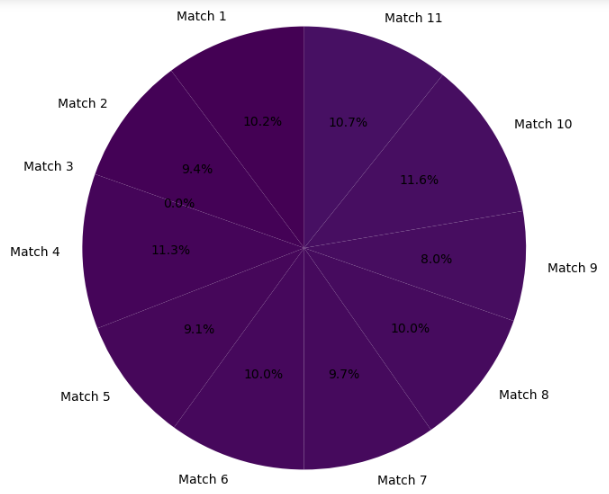 Match 1
Match 11
Match 2
Match 10
10.2%
10.7%
Match 3
9.4%
11.6%
0.0%
Match 4
11.3%
8.0%
Match 9
9.1%
10.0%
10.0%
9.7%
Match 5
Match 8
Match 6
Match 7